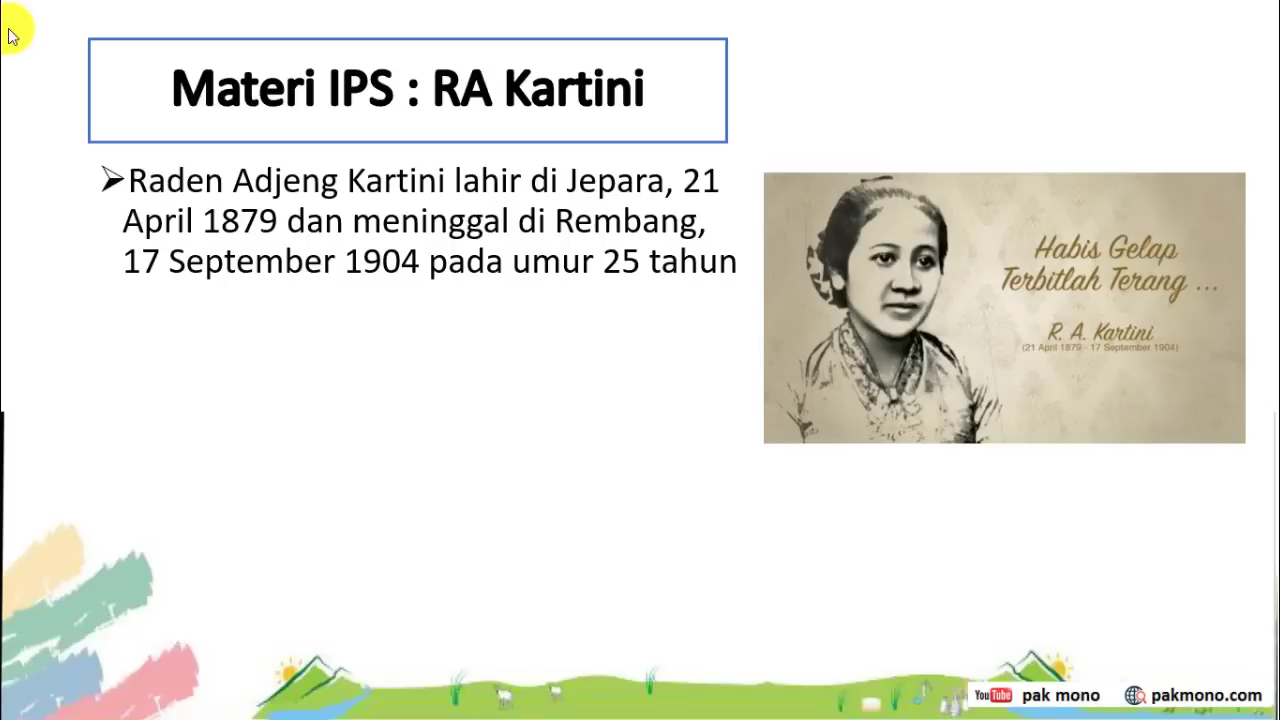 Materi IPS : RA Kartini
➢Raden Adjeng Kartini lahir di Jepara, 21
April 1879 dan meninggal di Rembang,
17 September 1904 pada umur 25 tahun
Habis Gelap
Terbitlah Terang ...
R. A. Kartini
(21 April 1879 - 17 September 1904)
YouTube pak mono pakmono.com